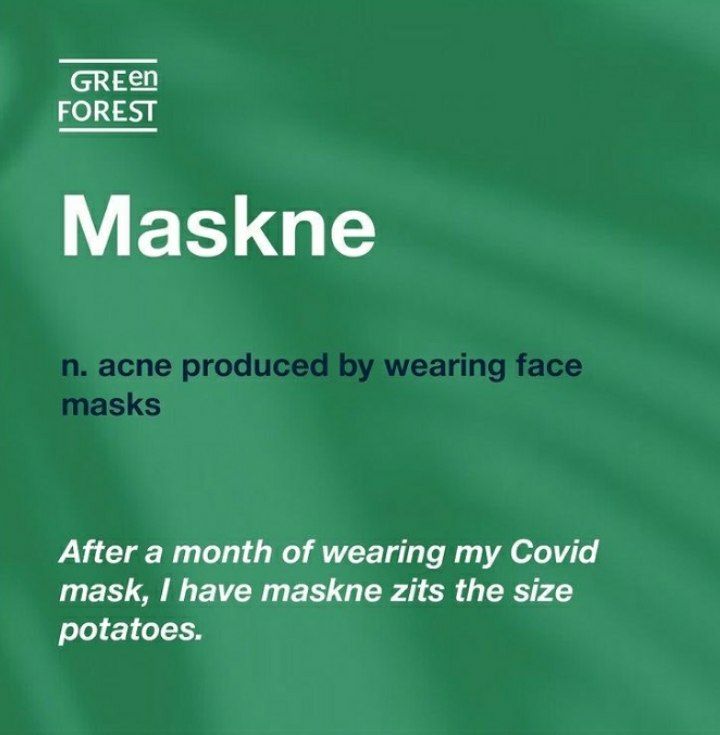 GREen
FOREST
Maskne
n. acne produced by wearing face
masks
After a month of wearing my Covid
mask, I have maskne zits the size
potatoes.